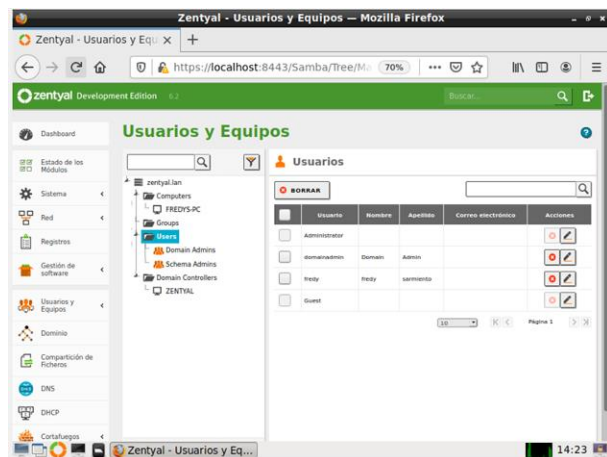 Zentyal - Usuarios y Equipos — Mozilla Firefox
Zentyal - Usuarios y Equ
https://localhost:8443/Samba/Tree/Ma
70%
zentyal Development Edition 6.2
Buscar...
Dashboard
Estado de los Módulos
Sistema
Red
Registros
Gestión de software
Usuarios y Equipos
Dominio
Compartición de Ficheros
DNS
DHCP
Cortafuegos
Usuarios y Equipos
zentyal.lan
Computers
FREDYS-PC
Groups
Users
Domain Admins
Schema Admins
Domain Controllers
ZENTYAL
Usuarios
BORRAR
Usuario Nombre Apellido Correo electrónico Acciones
Administrator
domainadmin Domain Admin
fredy fredy sarmiento
Guest
10 Página 1
Zentyal - Usuarios y Eq...
14:23